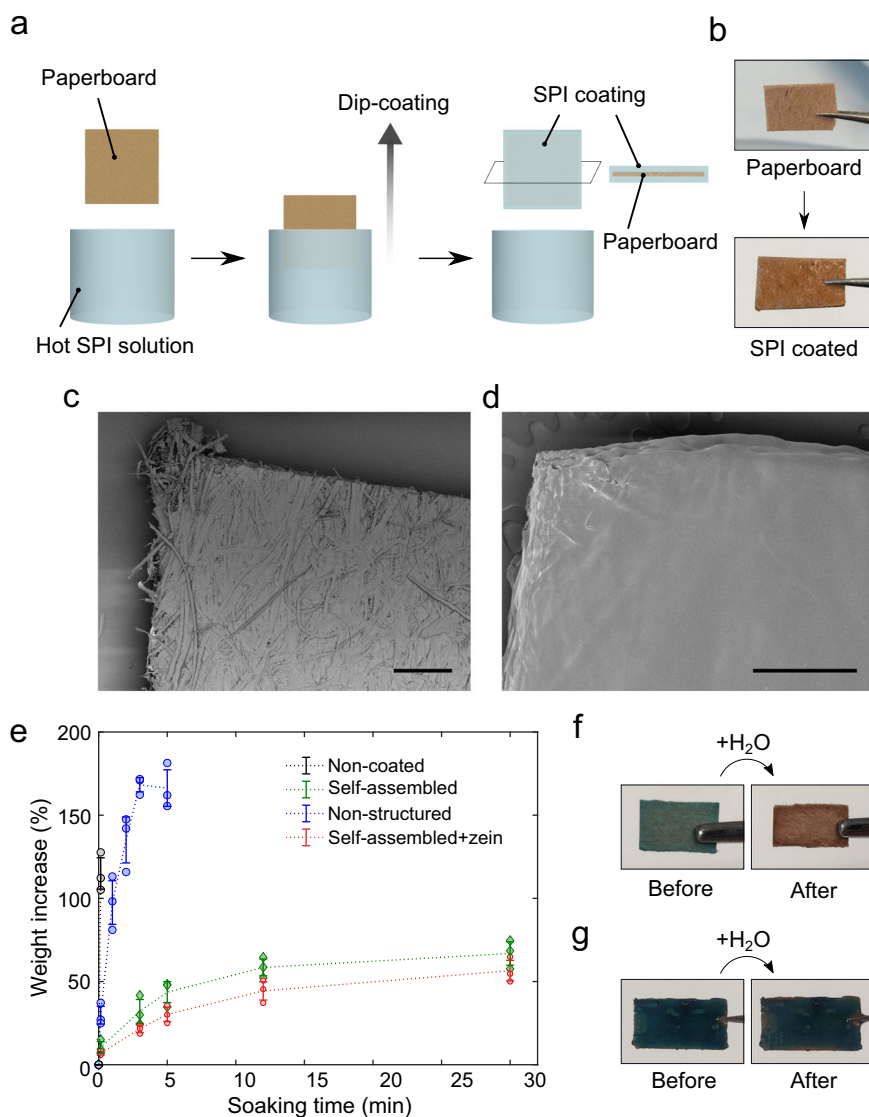 a
Paperboard
Dip-coating
SPI coating
Paperboard
Hot SPI solution
b
Paperboard
SPI coated
c
d
e
200
150
100
50
0
0
5
10
15
20
25
30
Weight increase (%)
Soaking time (min)
Non-coated
Self-assembled
Non-structured
Self-assembled+zein
f
+H₂O
Before
After
g
+H₂O
Before
After